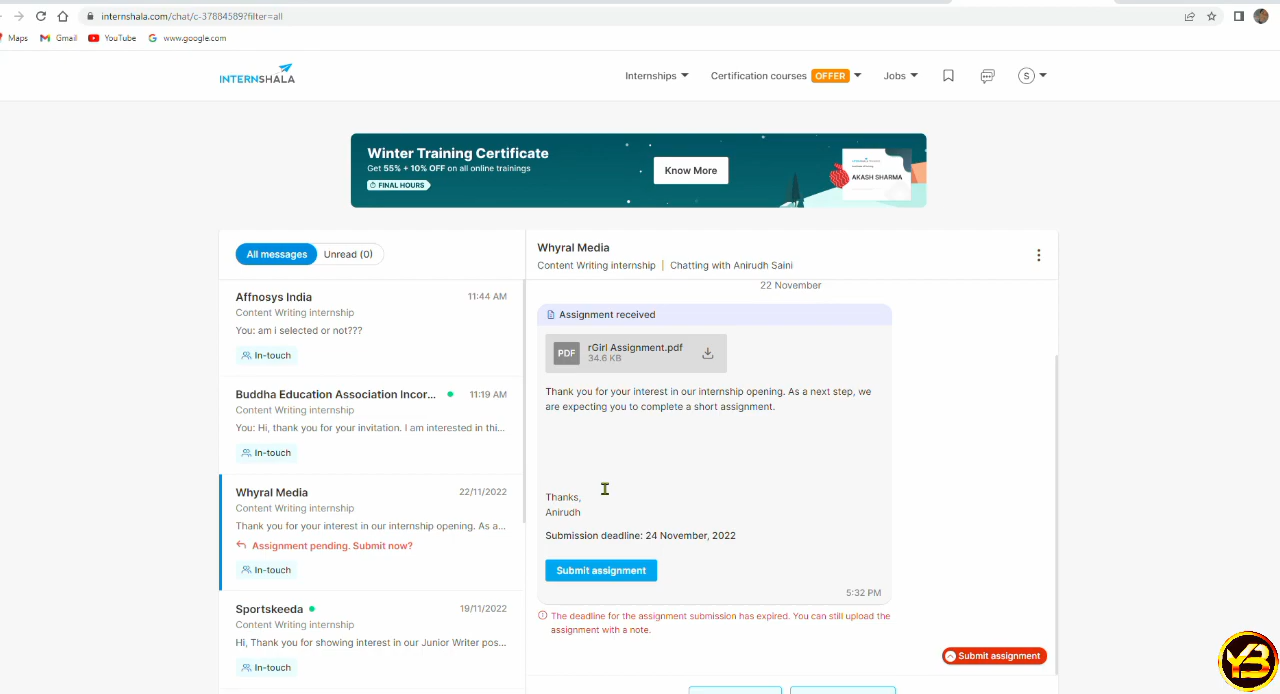 internshala.com/chat/c-37884589?filter=all
Maps Gmail YouTube www.google.com
INTERNSHALA
Internships Certification courses OFFER Jobs S
Winter Training Certificate
Get 55% + 10% OFF on all online trainings
FINAL HOURS
Know More
AKASH SHARMA
All messages Unread (0)
Affnosys India 11:44 AM
Content Writing internship
You: am i selected or not???
In-touch
Buddha Education Association Incor... 11:19 AM
Content Writing internship
You: Hi, thank you for your invitation. I am interested in thi...
In-touch
Whyral Media 22/11/2022
Content Writing internship
Thank you for your interest in our internship opening. As a...
Assignment pending. Submit now?
In-touch
Sportskeeda 19/11/2022
Content Writing internship
Hi, Thank you for showing interest in our Junior Writer pos...
In-touch
Whyral Media
Content Writing internship | Chatting with Anirudh Saini
22 November
Assignment received
PDF rGirl Assignment.pdf
34.6 KB
Thank you for your interest in our internship opening. As a next step, we
are expecting you to complete a short assignment.
Thanks,
Anirudh
Submission deadline: 24 November, 2022
Submit assignment
5:32 PM
The deadline for the assignment submission has expired. You can still upload the
assignment with a note.
Submit assignment
YB